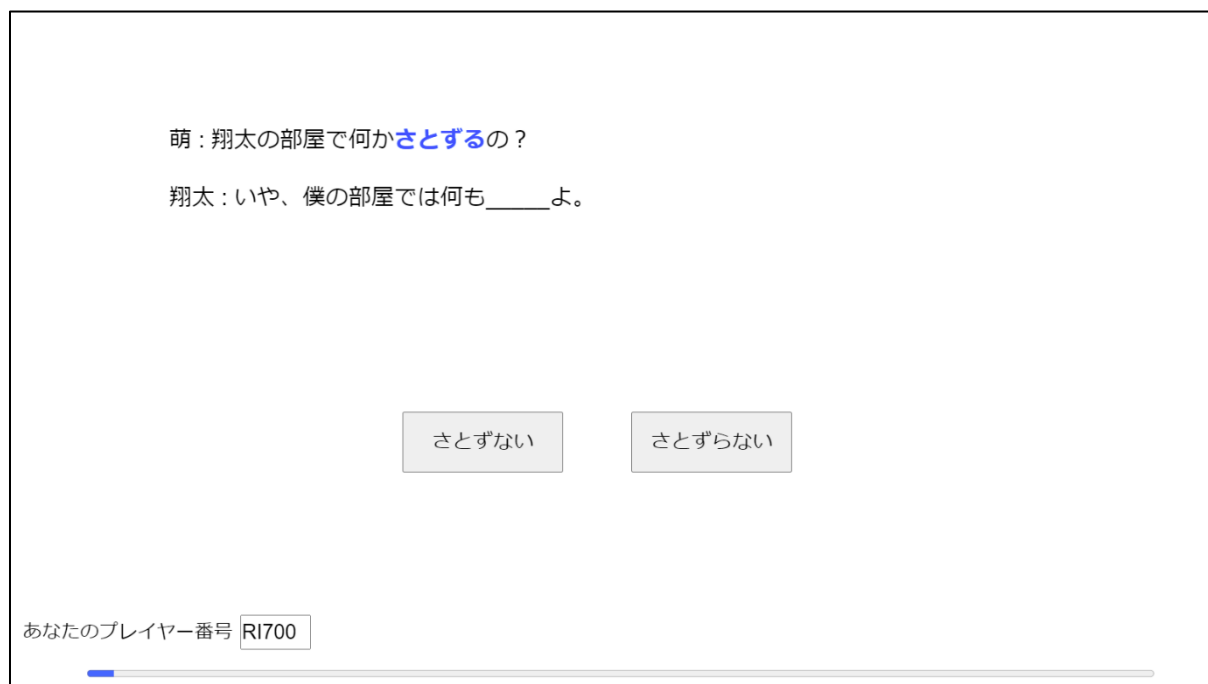 萌 : 翔太の部屋で何かさとずるの？
翔太 : いや、僕の部屋では何も_____よ。
さとずない
さとずらない
あなたのプレイヤー番号 RI700